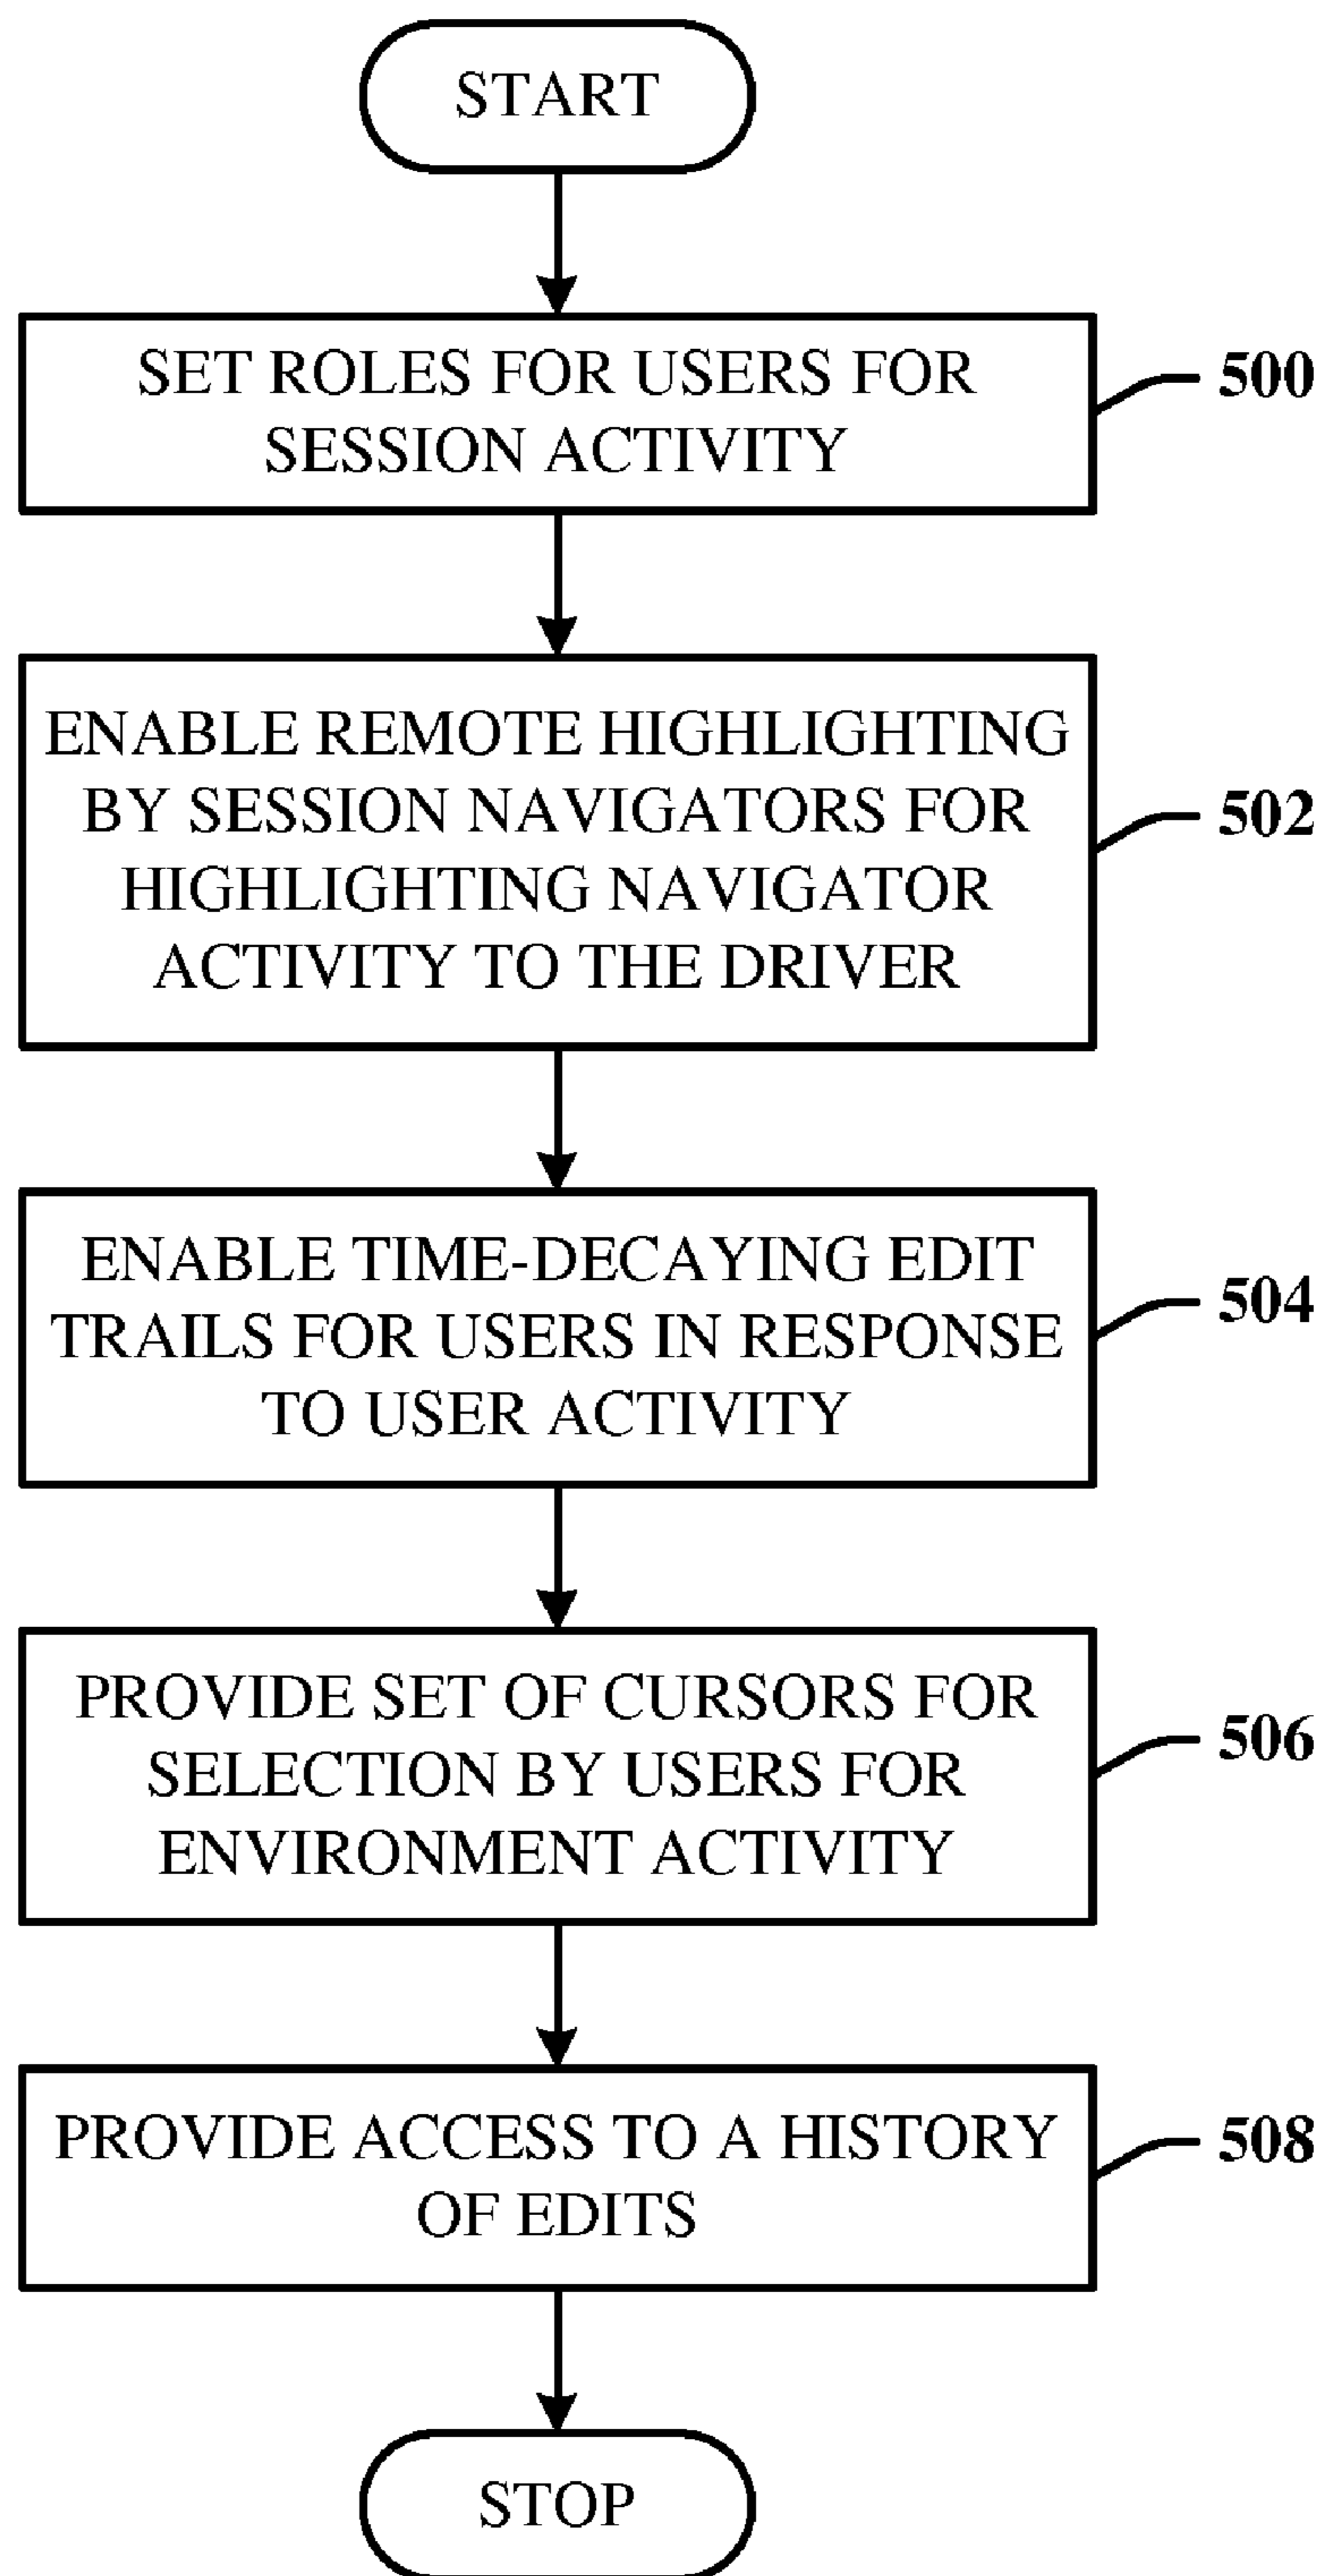 START
SET ROLES FOR USERS FOR
SESSION ACTIVITY
500
ENABLE REMOTE HIGHLIGHTING
BY SESSION NAVIGATORS FOR
HIGHLIGHTING NAVIGATOR
ACTIVITY TO THE DRIVER
502
ENABLE TIME-DECAYING EDIT
TRAILS FOR USERS IN RESPONSE
TO USER ACTIVITY
504
PROVIDE SET OF CURSORS FOR
SELECTION BY USERS FOR
ENVIRONMENT ACTIVITY
506
PROVIDE ACCESS TO A HISTORY
OF EDITS
508
STOP